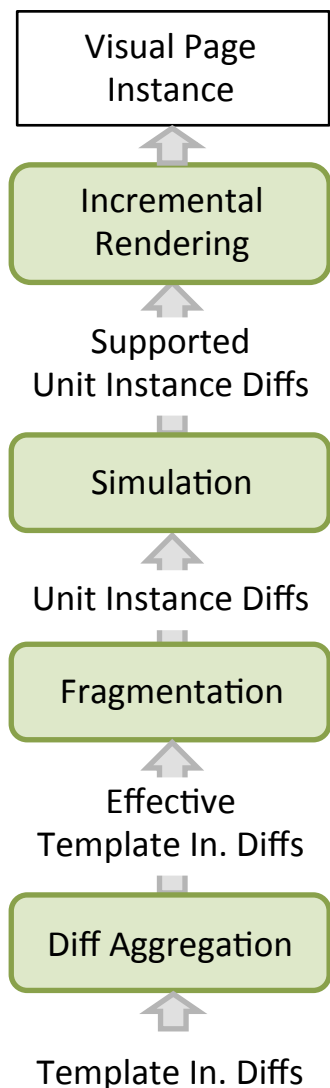 Visual Page
Instance
Incremental
Rendering
Supported
Unit Instance Diffs
Simulation
Unit Instance Diffs
Fragmentation
Effective
Template In. Diffs
Diff Aggregation
Template In. Diffs